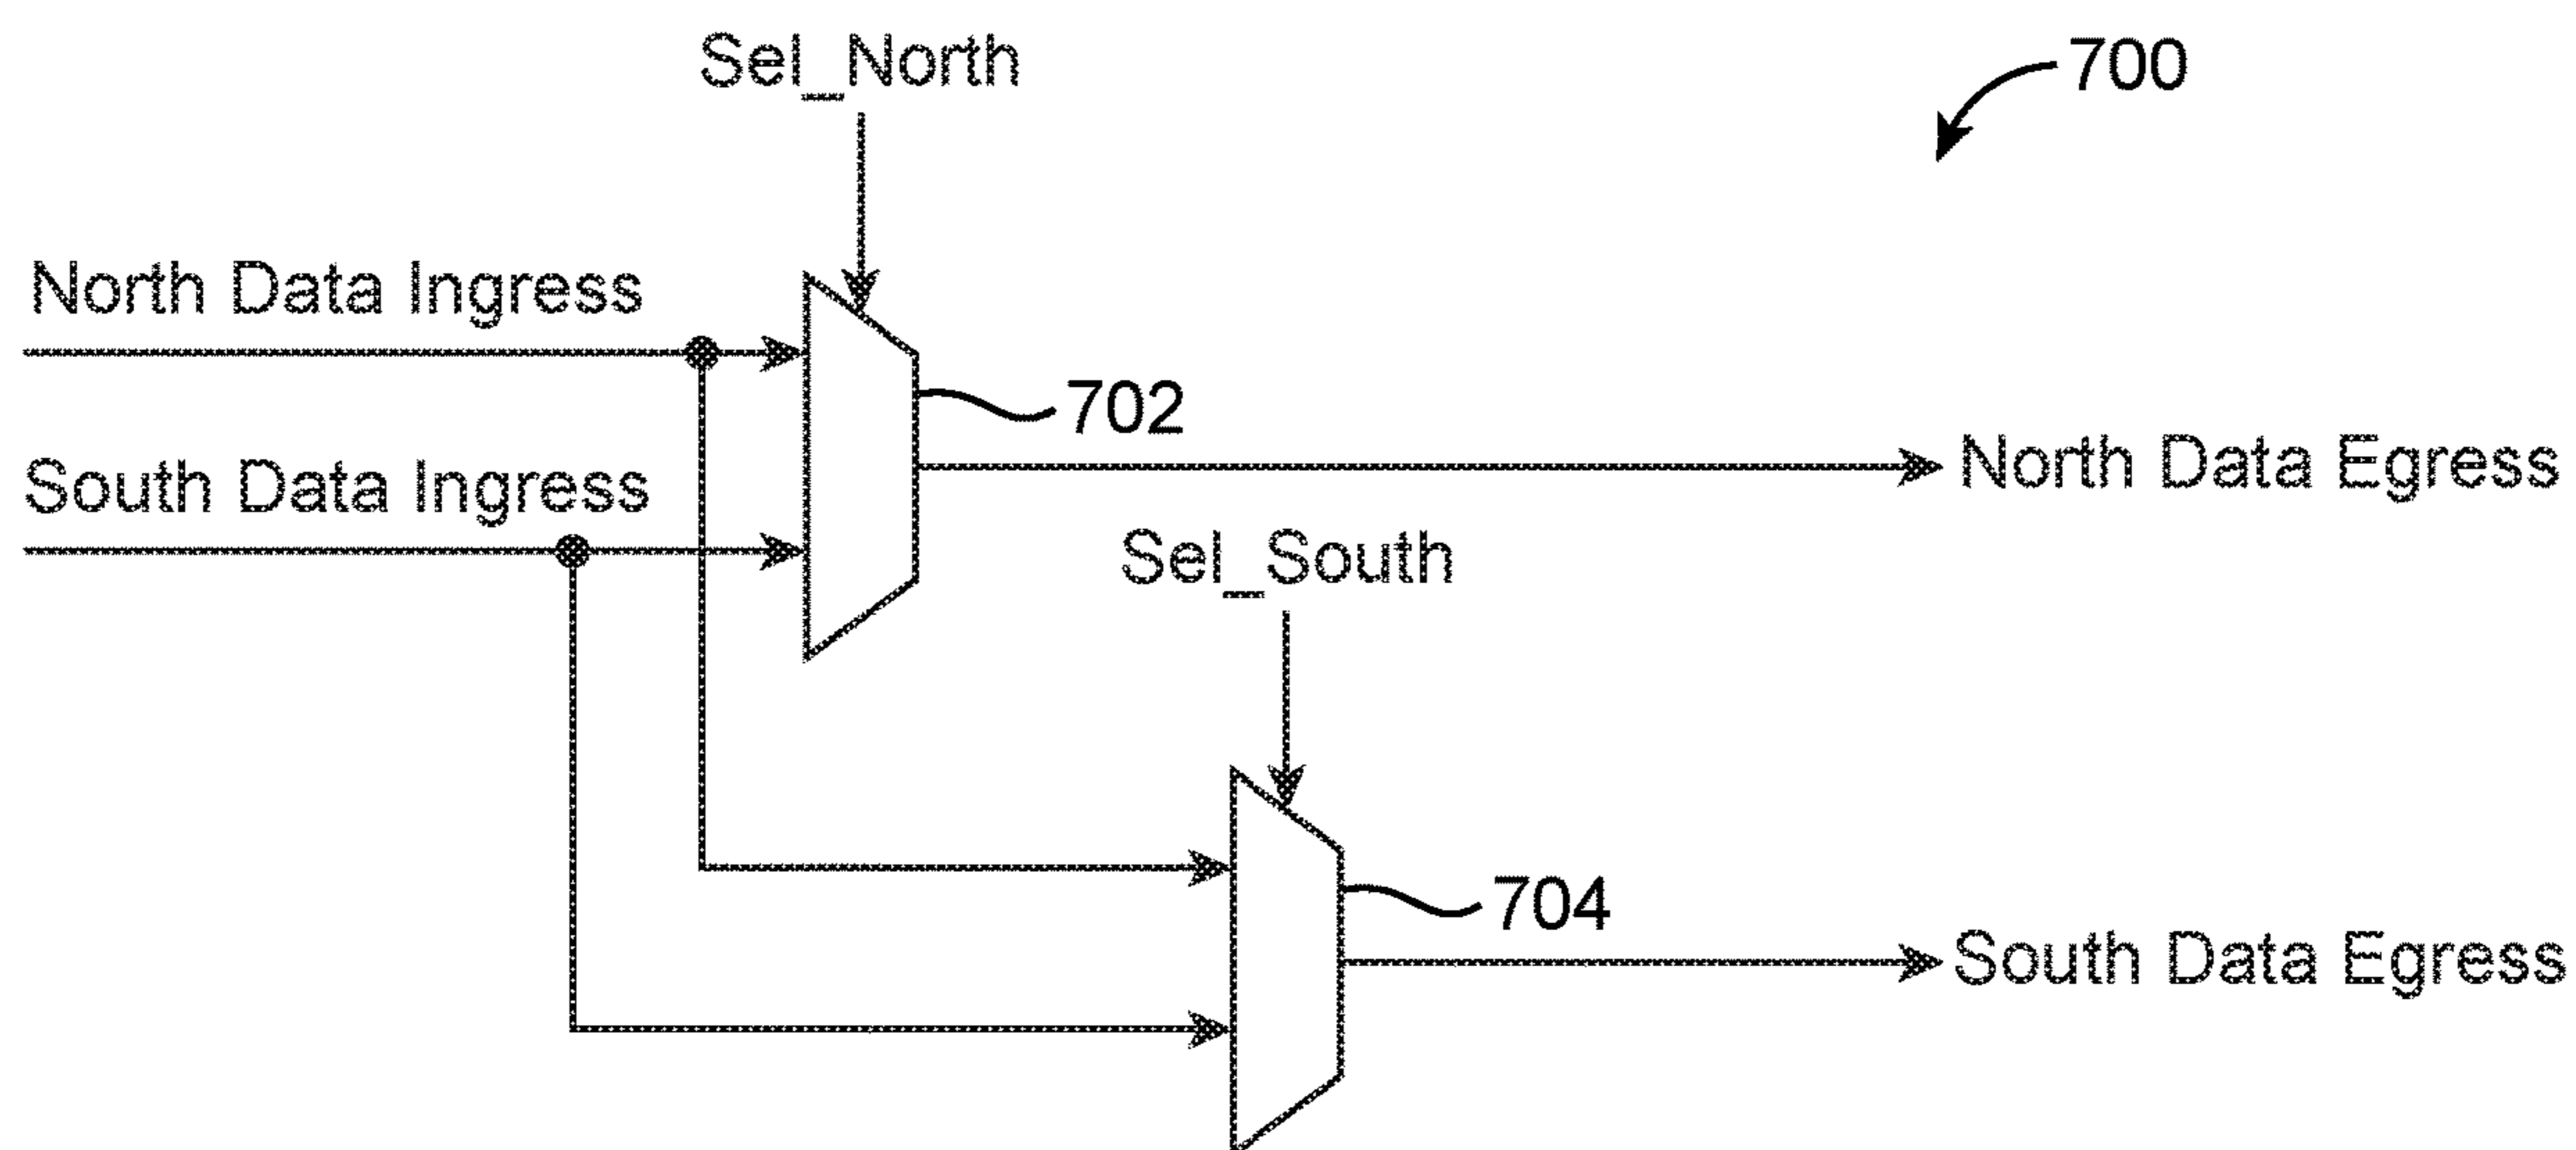 Sel_North
700
North Data Ingress
702
South Data Ingress
North Data Egress
Sel_South
704
South Data Egress